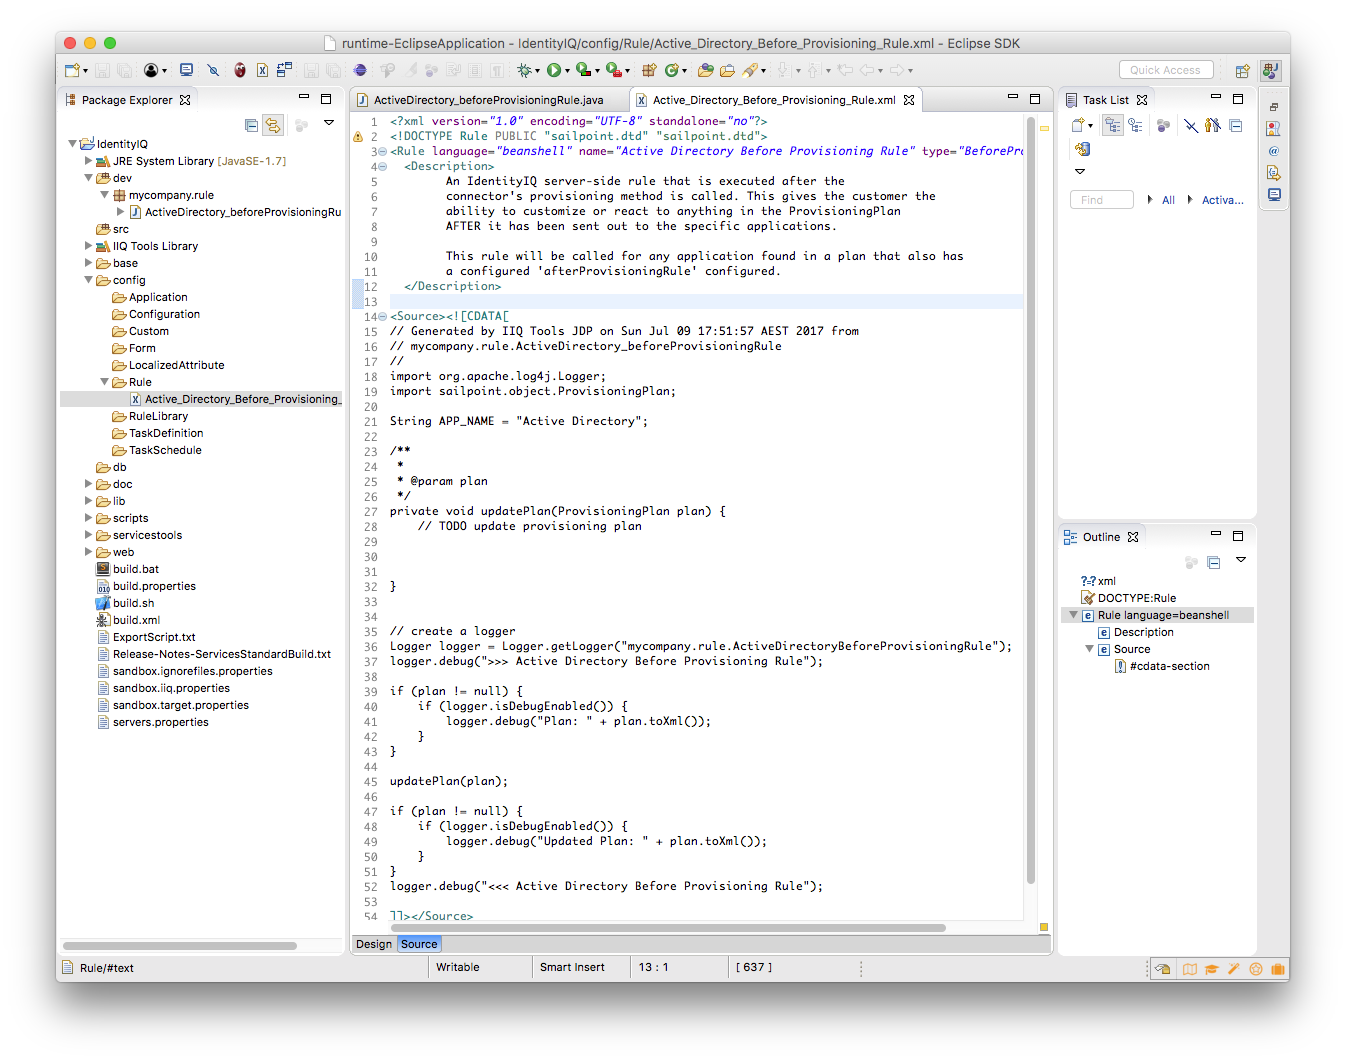 runtime-EclipseApplication - IdentityIQ/config/Rule/Active_Directory_Before_Provisioning_Rule.xml - Eclipse SDK
Quick Access
Package Explorer
IdentityIQ
JRE System Library [JavaSE-1.7]
dev
mycompany.rule
ActiveDirectory_beforeProvisioningRu
src
IIQ Tools Library
base
config
Application
Configuration
Custom
Form
LocalizedAttribute
Rule
Active_Directory_Before_Provisioning_
RuleLibrary
TaskDefinition
TaskSchedule
db
doc
lib
scripts
servicestools
web
build.bat
build.properties
build.sh
build.xml
ExportScript.txt
Release-Notes-ServicesStandardBuild.txt
sandbox.ignorefiles.properties
sandbox.iiq.properties
sandbox.target.properties
servers.properties
ActiveDirectory_beforeProvisioningRule.java
Active_Directory_Before_Provisioning_Rule.xml
1 <?xml version="1.0" encoding="UTF-8" standalone="no"?>
2 <!DOCTYPE Rule PUBLIC "sailpoint.dtd" "sailpoint.dtd">
3 <Rule language="beanshell" name="Active Directory Before Provisioning Rule" type="BeforePro
4 <Description>
5 An IdentityIQ server-side rule that is executed after the
6 connector's provisioning method is called. This gives the customer the
7 ability to customize or react to anything in the ProvisioningPlan
8 AFTER it has been sent out to the specific applications.
9
10 This rule will be called for any application found in a plan that also has
11 a configured 'afterProvisioningRule' configured.
12 </Description>
13
14 <Source><![CDATA[
15 // Generated by IIQ Tools JDP on Sun Jul 09 17:51:57 AEST 2017 from
16 // mycompany.rule.ActiveDirectory_beforeProvisioningRule
17 //
18 import org.apache.log4j.Logger;
19 import sailpoint.object.ProvisioningPlan;
20
21 String APP_NAME = "Active Directory";
22
23 /**
24 *
25 * @param plan
26 */
27 private void updatePlan(ProvisioningPlan plan) {
28 // TODO update provisioning plan
29
30
31
32 }
33
34
35 // create a logger
36 Logger logger = Logger.getLogger("mycompany.rule.ActiveDirectoryBeforeProvisioningRule");
37 logger.debug(">>> Active Directory Before Provisioning Rule");
38
39 if (plan != null) {
40 if (logger.isDebugEnabled()) {
41 logger.debug("Plan: " + plan.toXml());
42 }
43 }
44
45 updatePlan(plan);
46
47 if (plan != null) {
48 if (logger.isDebugEnabled()) {
49 logger.debug("Updated Plan: " + plan.toXml());
50 }
51 }
52 logger.debug("<<< Active Directory Before Provisioning Rule");
53
54 ]]></Source>
Design Source
Task List
Find
All
Activa...
Outline
?=? xml
DOCTYPE:Rule
Rule language=beanshell
Description
Source
#cdata-section
Rule/#text
Writable
Smart Insert
13 : 1
[ 637 ]